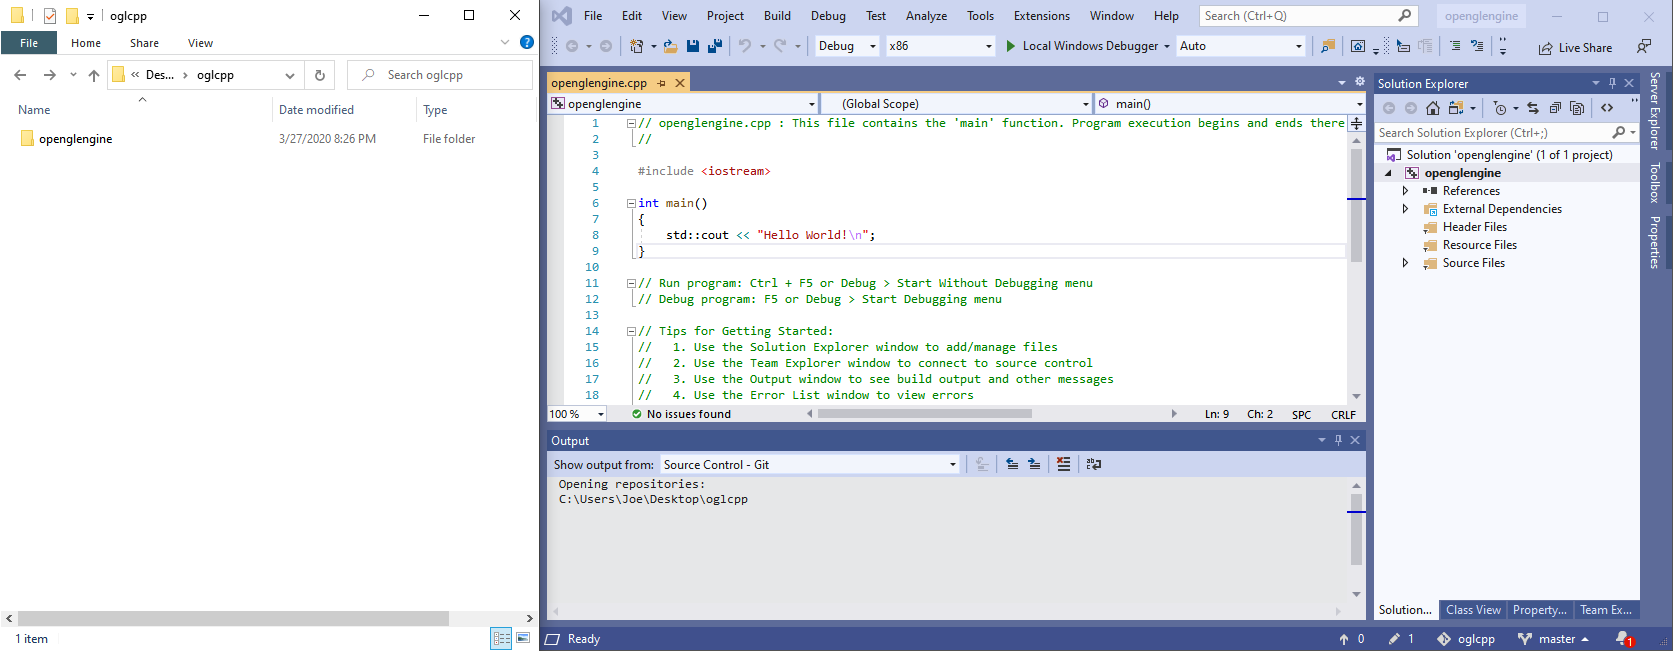 oglcpp
File Home Share View
Des... oglcpp
Search oglcpp
Name Date modified Type
openglengine 3/27/2020 8:26 PM File folder
1 item
File Edit View Project Build Debug Test Analyze Tools Extensions Window Help Search (Ctrl+Q) openglengine
Debug x86 Local Windows Debugger Auto Live Share
openglengine.cpp
openglengine (Global Scope) main()
1 // openglengine.cpp : This file contains the 'main' function. Program execution begins and ends there
2 //
3
4 #include <iostream>
5
6 int main()
7 {
8 std::cout << "Hello World!\n";
9 }
10
11 // Run program: Ctrl + F5 or Debug > Start Without Debugging menu
12 // Debug program: F5 or Debug > Start Debugging menu
13
14 // Tips for Getting Started:
15 //   1. Use the Solution Explorer window to add/manage files
16 //   2. Use the Team Explorer window to connect to source control
17 //   3. Use the Output window to see build output and other messages
18 //   4. Use the Error List window to view errors
100 % No issues found Ln: 9 Ch: 2 SPC CRLF
Output
Show output from: Source Control - Git
Opening repositories:
C:\Users\Joe\Desktop\oglcpp
Solution Explorer
Search Solution Explorer (Ctrl+;)
Solution 'openglengine' (1 of 1 project)
openglengine
References
External Dependencies
Header Files
Resource Files
Source Files
Solution... Class View Property... Team Ex...
Server Explorer
Toolbox
Properties
Ready 0 1 oglcpp master 1